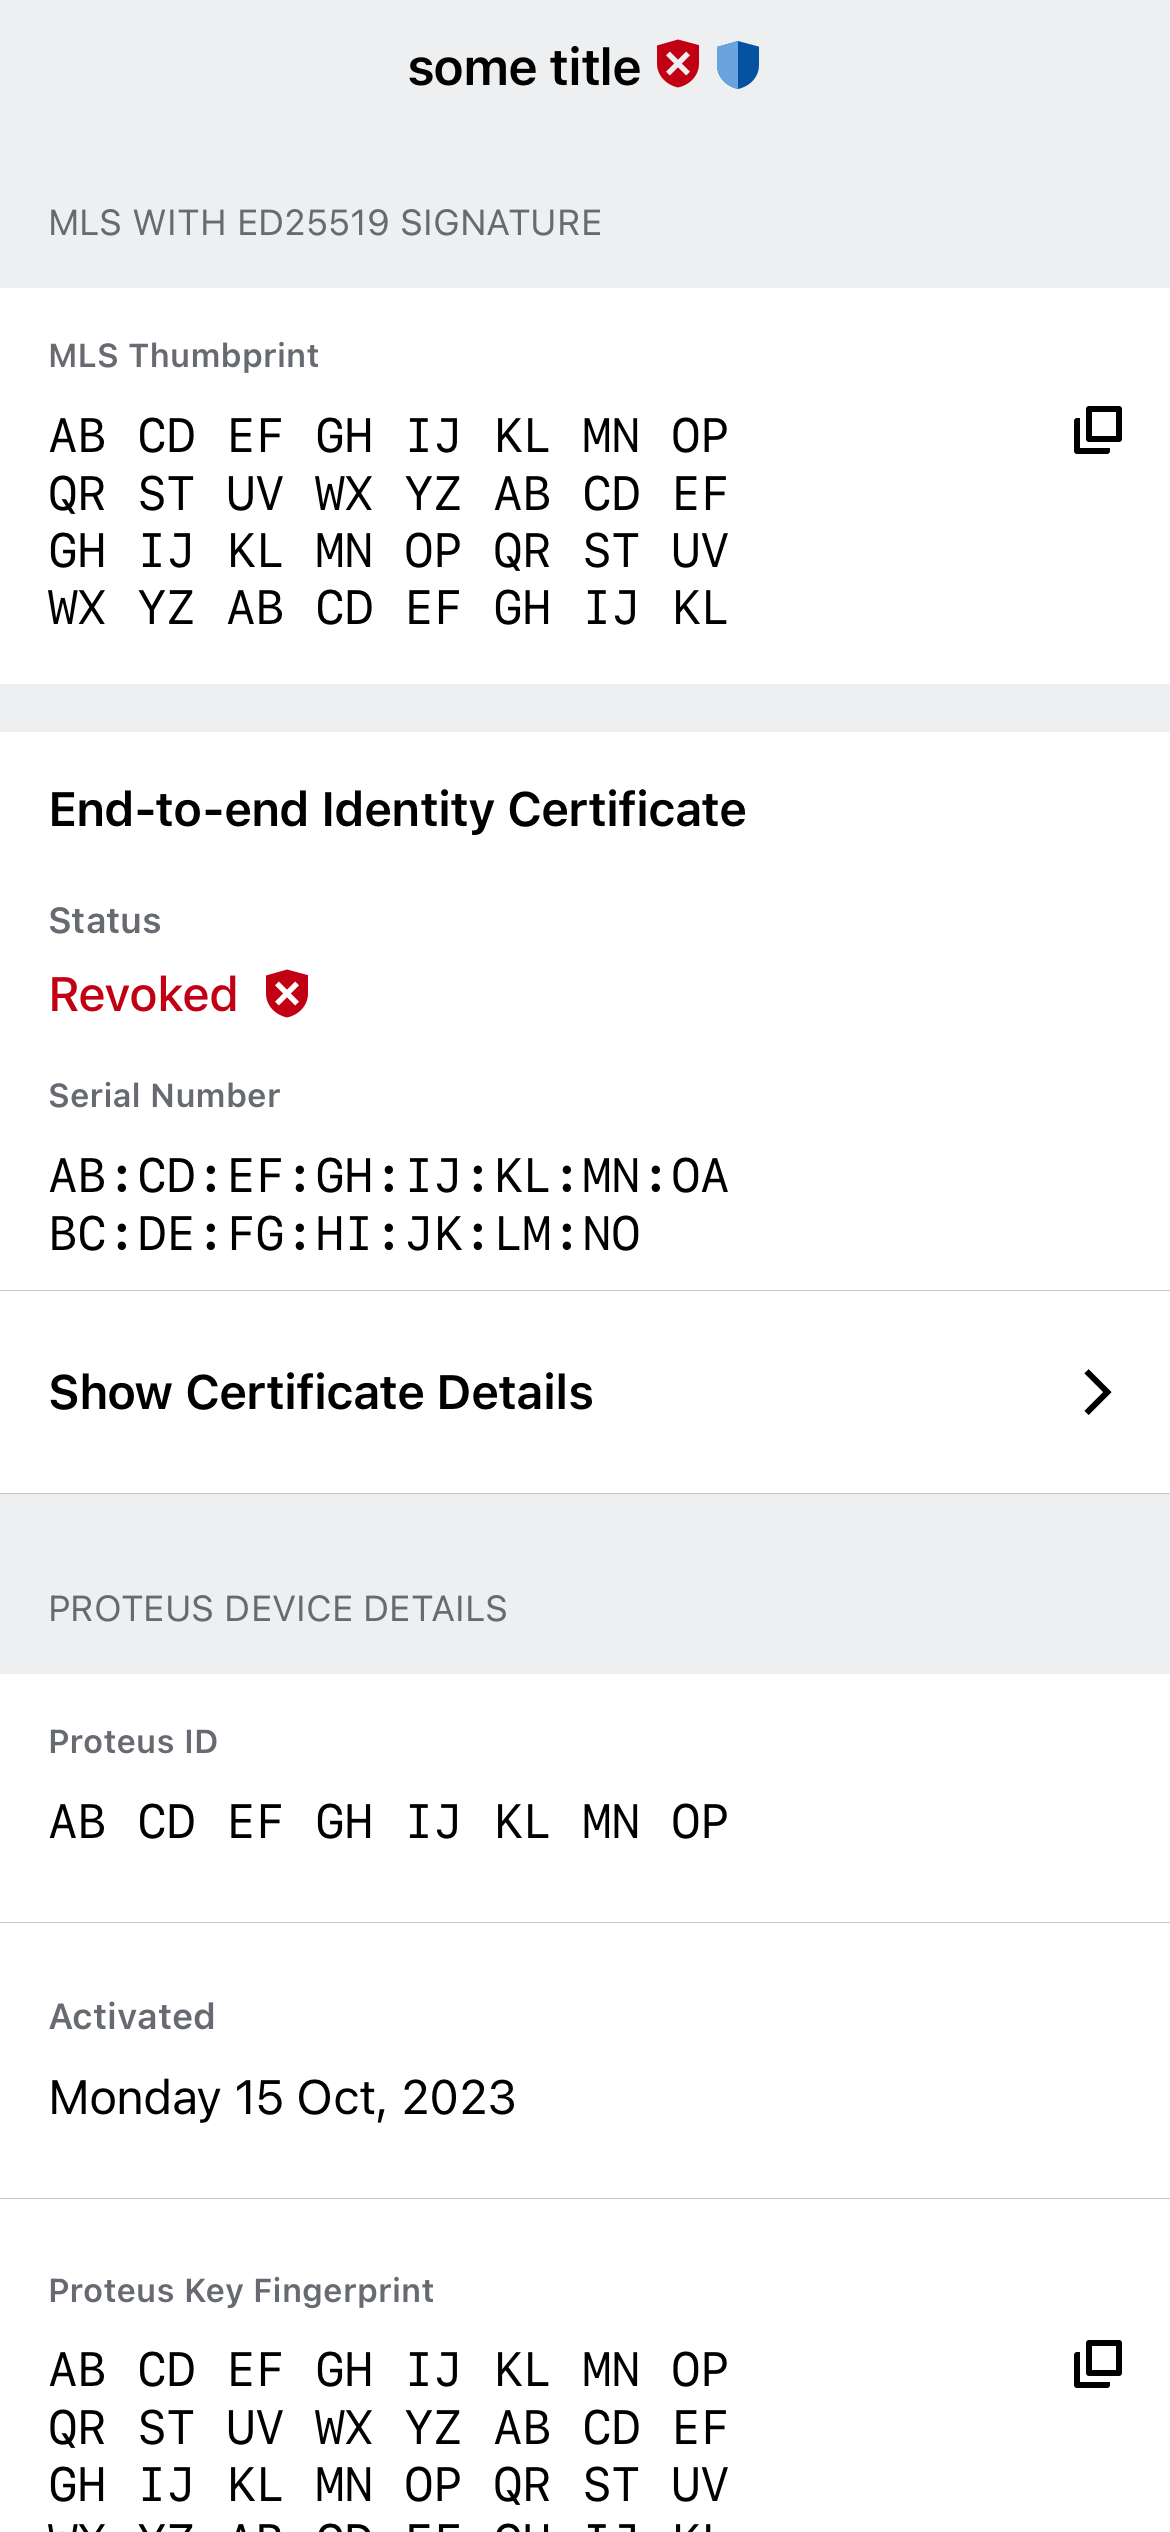 some title
MLS WITH ED25519 SIGNATURE
MLS Thumbprint
AB CD EF GH IJ KL MN OP
QR ST UV WX YZ AB CD EF
GH IJ KL MN OP QR ST UV
WX YZ AB CD EF GH IJ KL
End-to-end Identity Certificate
Status
Revoked
Serial Number
AB:CD:EF:GH:IJ:KL:MN:OA
BC:DE:FG:HI:JK:LM:NO
Show Certificate Details
PROTEUS DEVICE DETAILS
Proteus ID
AB CD EF GH IJ KL MN OP
Activated
Monday 15 Oct, 2023
Proteus Key Fingerprint
AB CD EF GH IJ KL MN OP
QR ST UV WX YZ AB CD EF
GH IJ KL MN OP QR ST UV